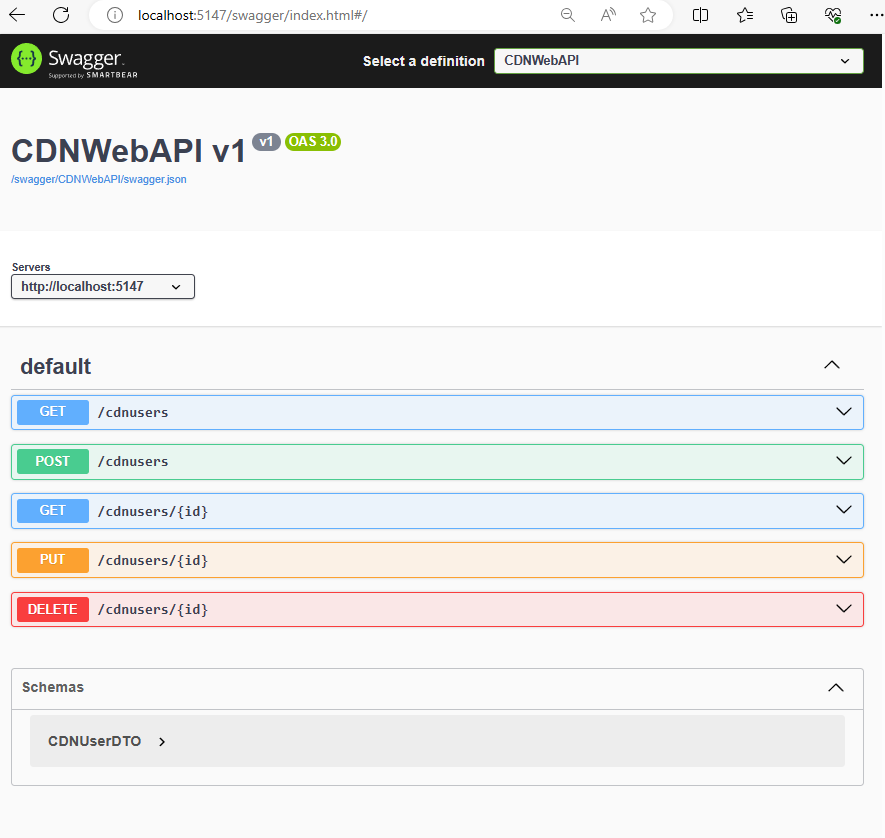 localhost:5147/swagger/index.html#/
Swagger.
Supported by SMARTBEAR
Select a definition
CDNWebAPI
CDNWebAPI v1 v1 OAS 3.0
/swagger/CDNWebAPI/swagger.json
Servers
http://localhost:5147
default
GET /cdnusers
POST /cdnusers
GET /cdnusers/{id}
PUT /cdnusers/{id}
DELETE /cdnusers/{id}
Schemas
CDNUserDTO